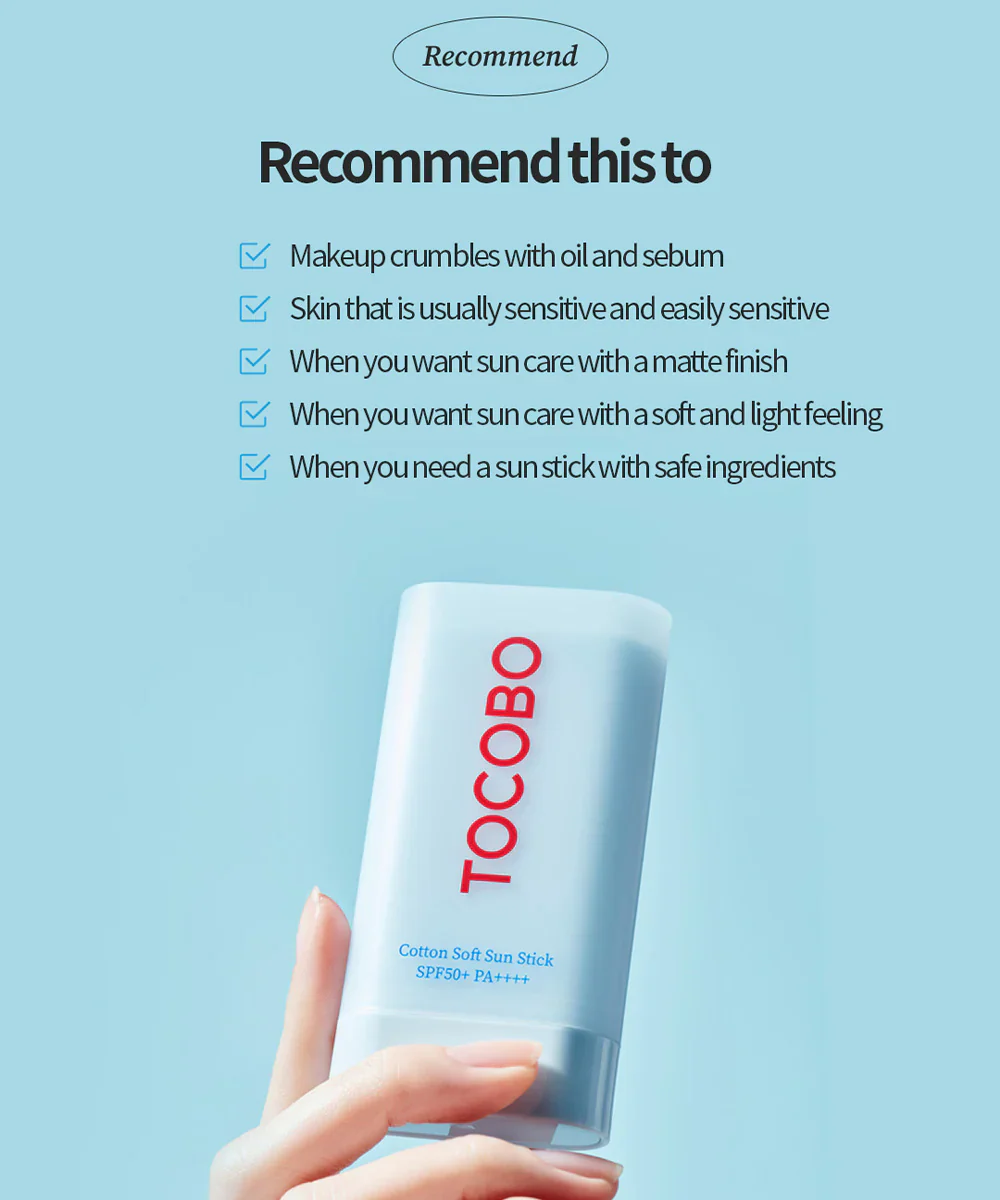 Recommend
Recommend this to
Makeup crumbles with oil and sebum
Skin that is usually sensitive and easily sensitive
When you want sun care with a matte finish
When you want sun care with a soft and light feeling
When you need a sun stick with safe ingredients
TOCOBO
Cotton Soft Sun Stick
SPF50+ PA++++